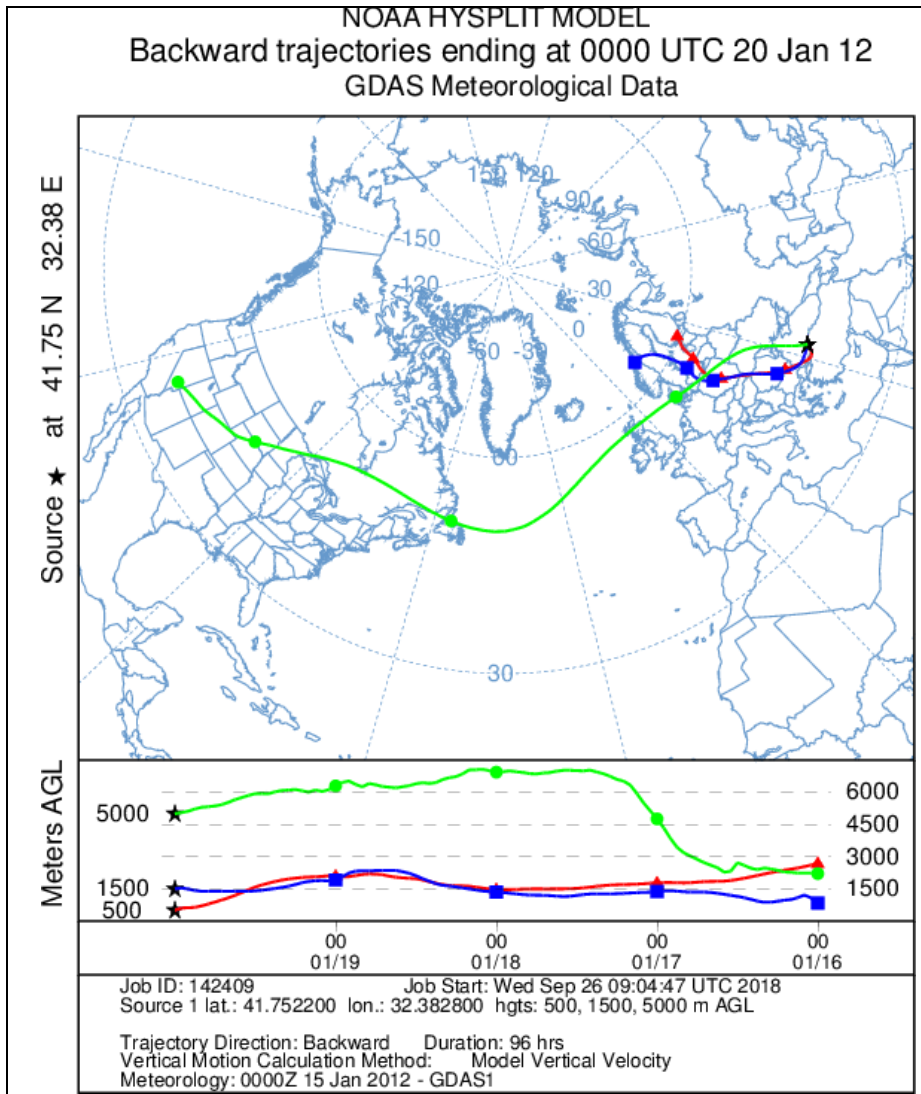 NOAA HYSPLIT MODEL
Backward trajectories ending at 0000 UTC 20 Jan 12
GDAS Meteorological Data
Source ★ at 41.75 N 32.38 E
150 120
90
-150
60
-120
30
0
-60 -3
60
30
Meters AGL
5000
1500
500
6000
4500
3000
1500
00 00 00 00
01/19 01/18 01/17 01/16
Job ID: 142409 Job Start: Wed Sep 26 09:04:47 UTC 2018
Source 1 lat.: 41.752200 lon.: 32.382800 hgts: 500, 1500, 5000 m AGL
Trajectory Direction: Backward Duration: 96 hrs
Vertical Motion Calculation Method: Model Vertical Velocity
Meteorology: 0000Z 15 Jan 2012 - GDAS1